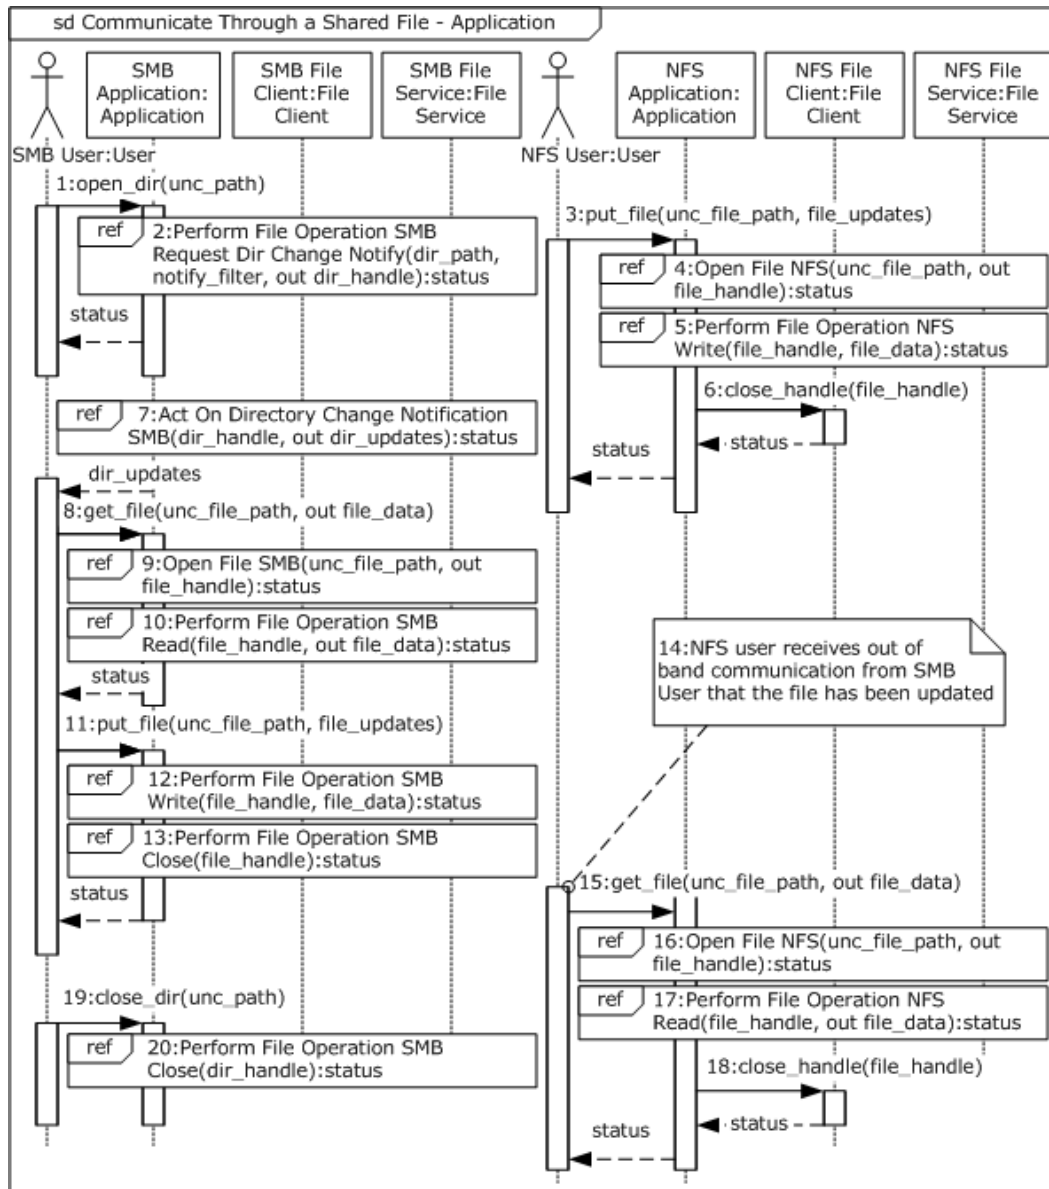 sd Communicate Through a Shared File - Application
SMB
Application:
Application
SMB File
Client:File
Client
SMB File
Service:File
Service
NFS
Application:
Application
NFS File
Client:File
Client
NFS File
Service:File
Service
SMB User:User
NFS User:User
1:open_dir(unc_path)
ref
2:Perform File Operation SMB
Request Dir Change Notify(dir_path,
notify_filter, out dir_handle):status
status
3:put_file(unc_file_path, file_updates)
ref
4:Open File NFS(unc_file_path, out
file_handle):status
ref
5:Perform File Operation NFS
Write(file_handle, file_data):status
6:close_handle(file_handle)
status
status
ref
7:Act On Directory Change Notification
SMB(dir_handle, out dir_updates):status
dir_updates
8:get_file(unc_file_path, out file_data)
ref
9:Open File SMB(unc_file_path, out
file_handle):status
ref
10:Perform File Operation SMB
Read(file_handle, out file_data):status
status
11:put_file(unc_file_path, file_updates)
ref
12:Perform File Operation SMB
Write(file_handle, file_data):status
ref
13:Perform File Operation SMB
Close(file_handle):status
status
14:NFS user receives out of
band communication from SMB
User that the file has been updated
15:get_file(unc_file_path, out file_data)
ref
16:Open File NFS(unc_file_path, out
file_handle):status
ref
17:Perform File Operation NFS
Read(file_handle, out file_data):status
18:close_handle(file_handle)
status
status
19:close_dir(unc_path)
ref
20:Perform File Operation SMB
Close(dir_handle):status